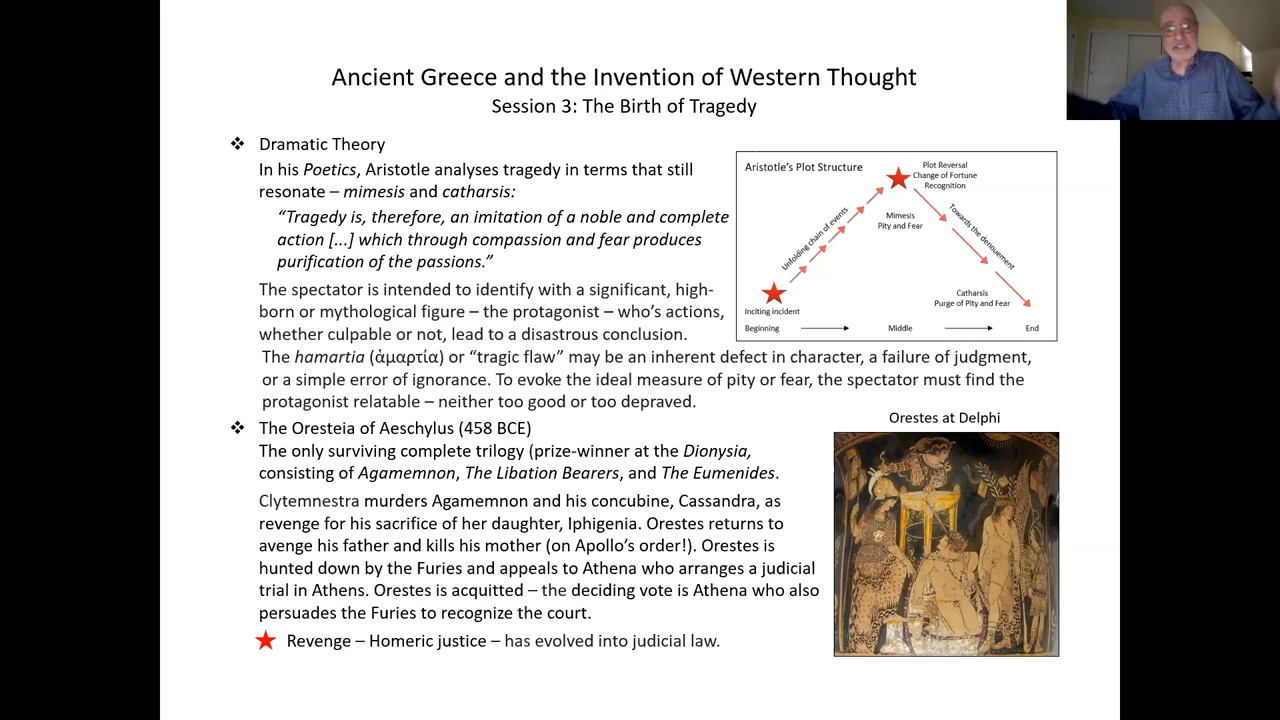 Ancient Greece and the Invention of Western Thought
Session 3: The Birth of Tragedy
❖ Dramatic Theory
In his Poetics, Aristotle analyses tragedy in terms that still
resonate – mimesis and catharsis:
“Tragedy is, therefore, an imitation of a noble and complete
action [...] which through compassion and fear produces
purification of the passions.”
The spectator is intended to identify with a significant, high-
born or mythological figure – the protagonist – who’s actions,
whether culpable or not, lead to a disastrous conclusion.
The hamartia (ἁμαρτία) or “tragic flaw” may be an inherent defect in character, a failure of judgment,
or a simple error of ignorance. To evoke the ideal measure of pity or fear, the spectator must find the
protagonist relatable – neither too good or too depraved.
Aristotle’s Plot Structure
Plot Reversal
Change of Fortune
Recognition
Unfolding chain of events
Mimesis
Pity and Fear
Towards the denouement
Inciting incident
Catharsis
Purge of Pity and Fear
Beginning
Middle
End
❖ The Oresteia of Aeschylus (458 BCE)
The only surviving complete trilogy (prize-winner at the Dionysia,
consisting of Agamemnon, The Libation Bearers, and The Eumenides.
Clytemnestra murders Agamemnon and his concubine, Cassandra, as
revenge for his sacrifice of her daughter, Iphigenia. Orestes returns to
avenge his father and kills his mother (on Apollo’s order!). Orestes is
hunted down by the Furies and appeals to Athena who arranges a judicial
trial in Athens. Orestes is acquitted – the deciding vote is Athena who also
persuades the Furies to recognize the court.
Revenge – Homeric justice – has evolved into judicial law.
Orestes at Delphi